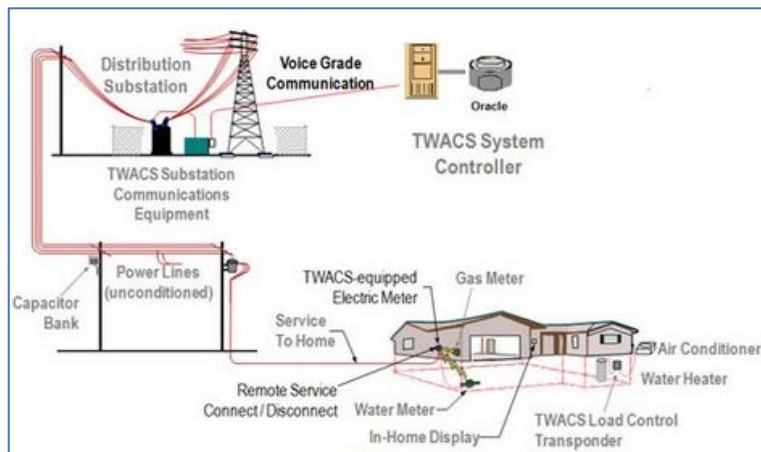 Distribution
Substation
Voice Grade
Communication
Oracle
TWACS System
Controller
TWACS Substation
Communications
Equipment
Capacitor
Bank
Power Lines
(unconditioned)
TWACS-equipped
Electric Meter
Gas Meter
Service
To Home
Remote Service
Connect / Disconnect
Water Meter
In-Home Display
Air Conditioner
Water Heater
TWACS Load Control
Transponder